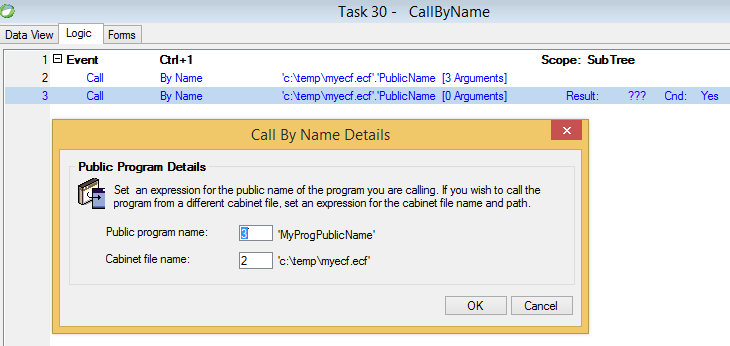 Task 30 -   CallByName
Data View Logic Forms
1 Event Ctrl+1 Scope: SubTree
2 Call By Name 'c:\temp\myecf.ecf'.'PublicName [3 Arguments]
3 Call By Name 'c:\temp\myecf.ecf'.'PublicName [0 Arguments] Result: ??? Cnd: Yes
Call By Name Details
Public Program Details
Set an expression for the public name of the program you are calling. If you wish to call the
program from a different cabinet file, set an expression for the cabinet file name and path.
Public program name: 3 'MyProgPublicName'
Cabinet file name: 2 'c:\temp\myecf.ecf'
OK Cancel